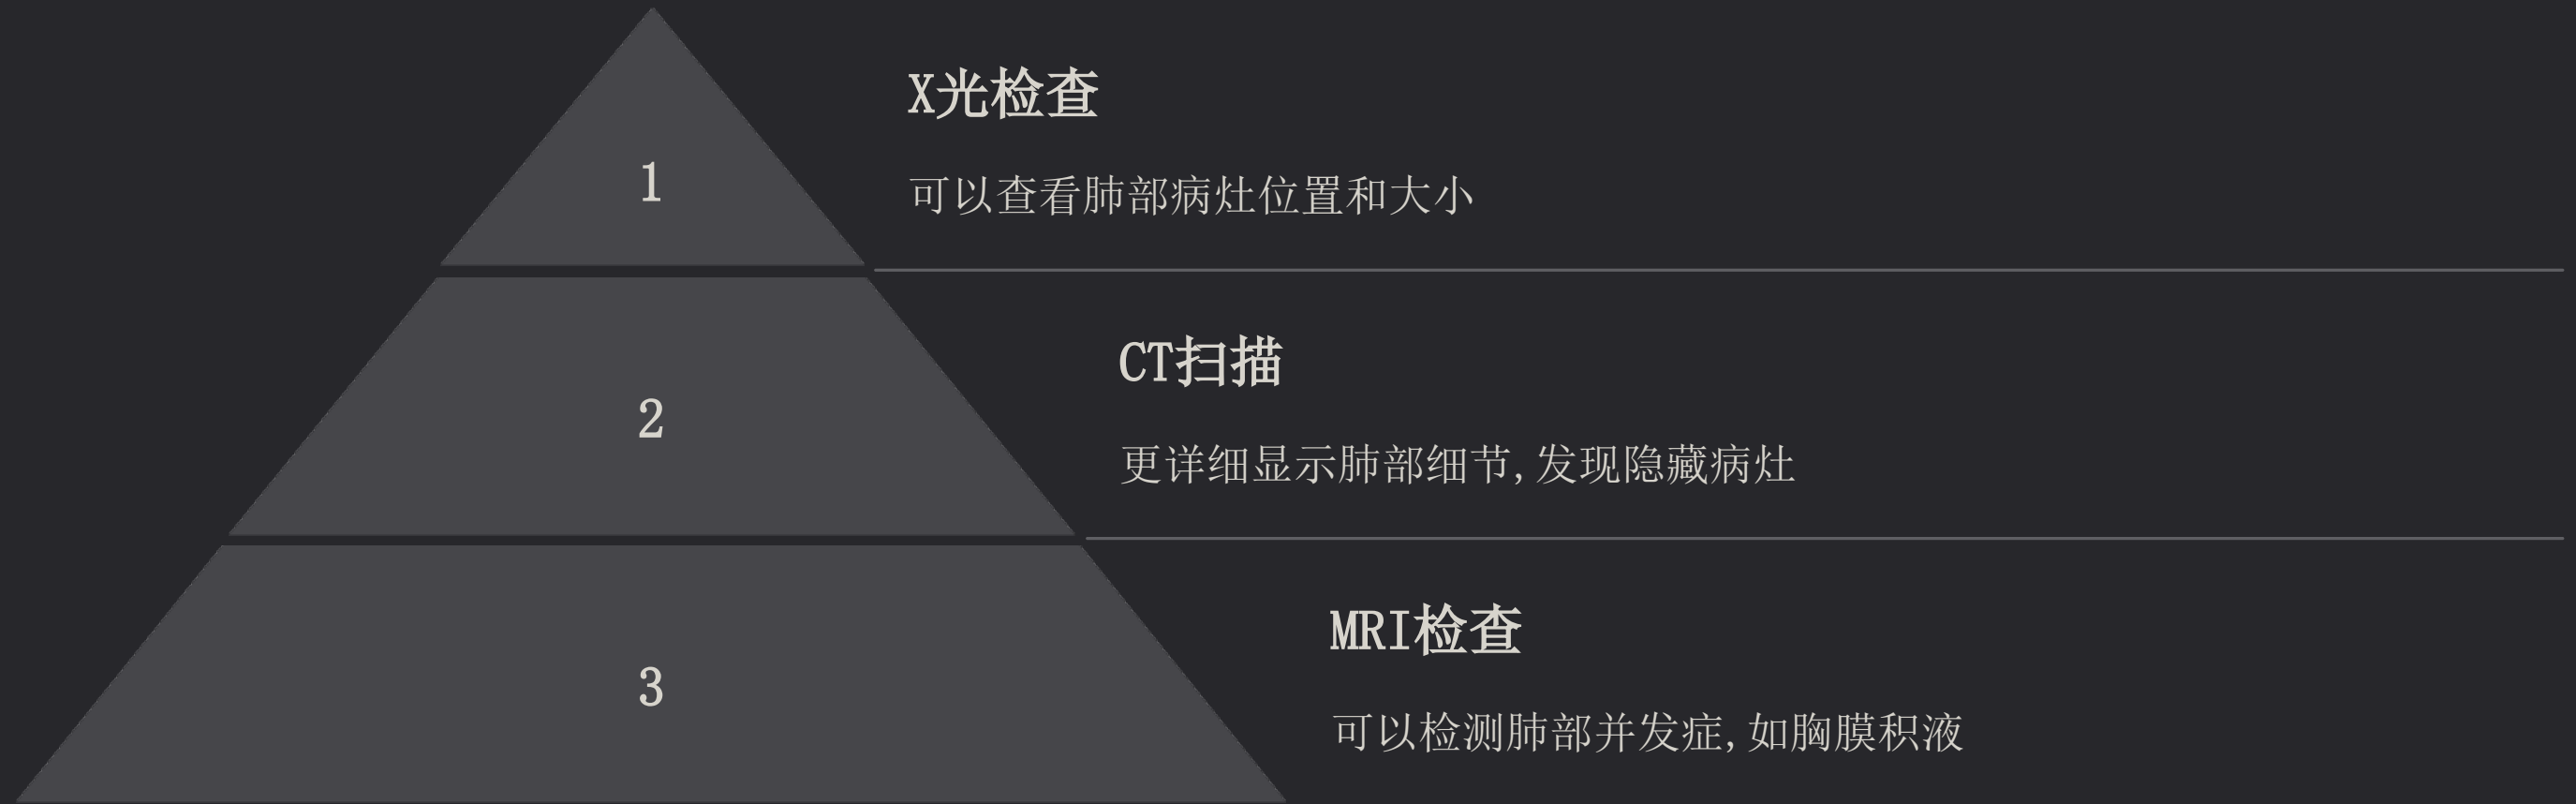 X光检查
1
可以查看肺部病灶位置和大小
CT扫描
2
更详细显示肺部细节,发现隐藏病灶
MRI检查
3
可以检测肺部并发症,如胸膜积液